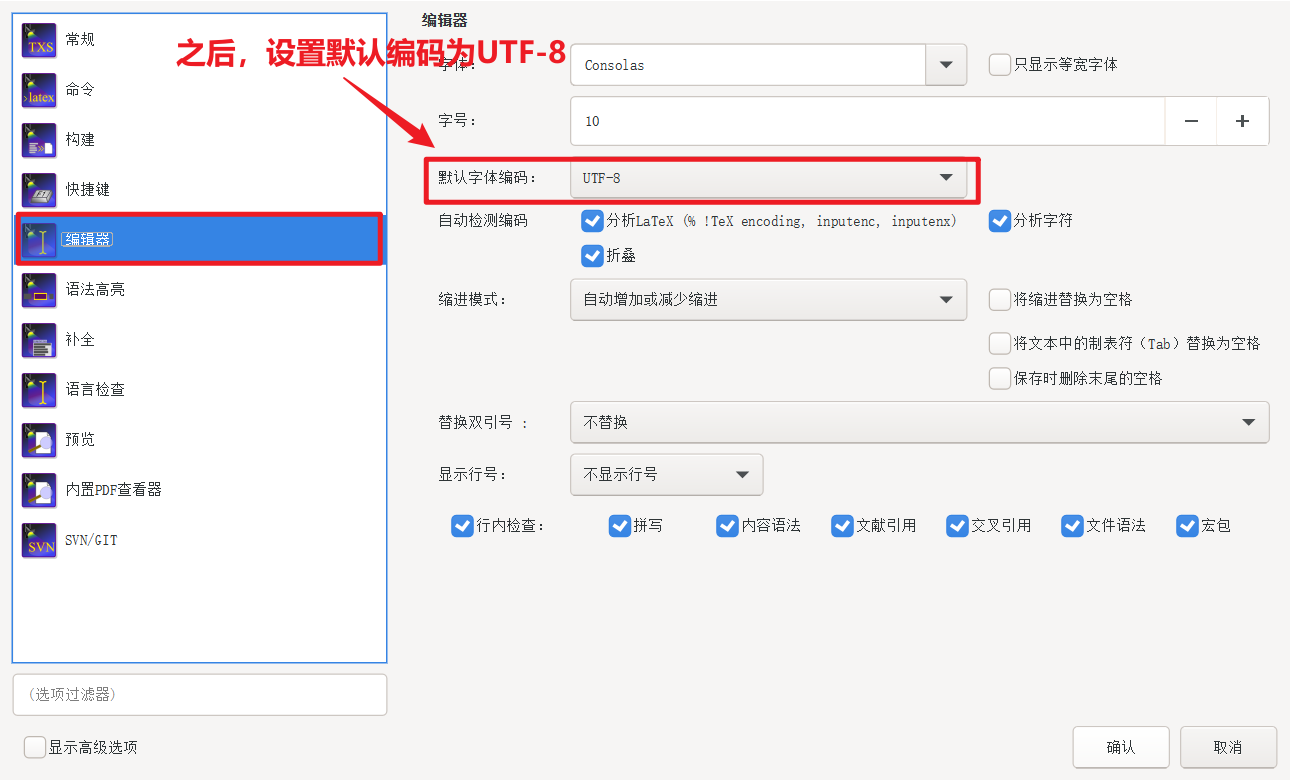 TXS 常规
›latex 命令
构建
快捷键
编辑器
语法高亮
补全
语言检查
预览
内置PDF查看器
SVN SVN/GIT
(选项过滤器)
显示高级选项
之后，设置默认编码为UTF-8
编辑器
字体： Consolas 只显示等宽字体
字号： 10 − +
默认字体编码： UTF-8
自动检测编码 分析LaTeX (% !TeX encoding, inputenc, inputenx) 分析字符
折叠
缩进模式： 自动增加或减少缩进 将缩进替换为空格
将文本中的制表符（Tab）替换为空格
保存时删除末尾的空格
替换双引号 ： 不替换
显示行号： 不显示行号
行内检查： 拼写 内容语法 文献引用 交叉引用 文件语法 宏包
确认 取消